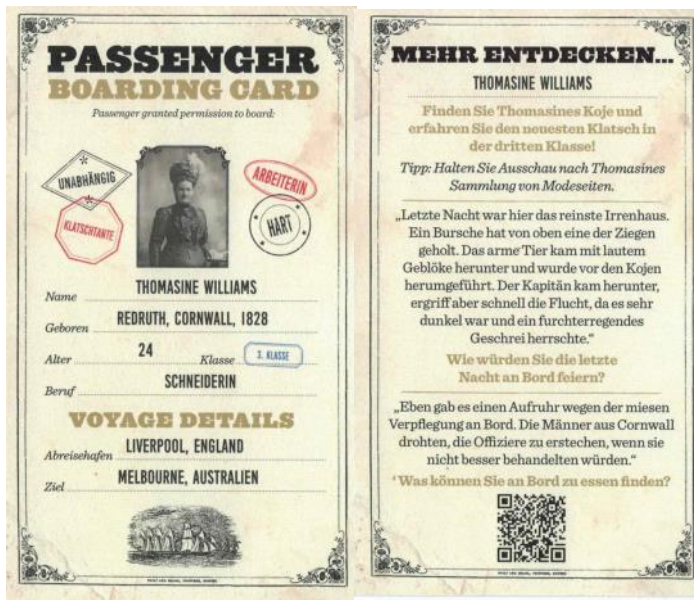 PASSENGER
BOARDING CARD
Passenger granted permission to board:
UNABHÄNGIG
ARBEITERIN
KLATSCHTANTE
HART
Name THOMASINE WILLIAMS
Geboren REDRUTH, CORNWALL, 1828
Alter 24 Klasse 3. KLASSE
Beruf SCHNEIDERIN
VOYAGE DETAILS
Abreisehafen LIVERPOOL, ENGLAND
Ziel MELBOURNE, AUSTRALIEN
MEHR ENTDECKEN...
THOMASINE WILLIAMS
Finden Sie Thomasines Koje und
erfahren Sie den neuesten Klatsch in
der dritten Klasse!
Tipp: Halten Sie Ausschau nach Thomasines
Sammlung von Modeseiten.
„Letzte Nacht war hier das reinste Irrenhaus.
Ein Bursche hat von oben eine der Ziegen
geholt. Das arme Tier kam mit lautem
Geblöke herunter und wurde vor den Kojen
herumgeführt. Der Kapitän kam herunter,
ergriff aber schnell die Flucht, da es sehr
dunkel war und ein furchterregendes
Geschrei herrschte.“
Wie würden Sie die letzte
Nacht an Bord feiern?
„Eben gab es einen Aufruhr wegen der miesen
Verpflegung an Bord. Die Männer aus Cornwall
drohten, die Offiziere zu erstechen, wenn sie
nicht besser behandelten würden.“
Was können Sie an Bord zu essen finden?